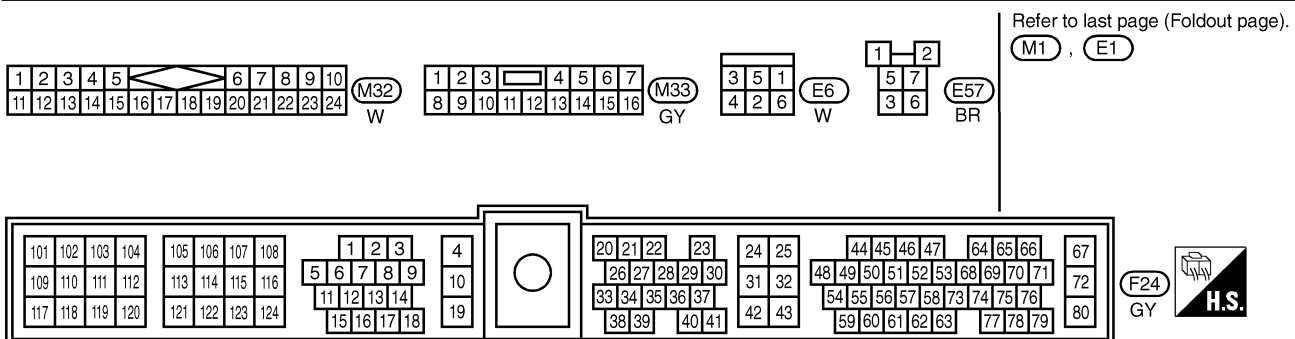 Refer to last page (Foldout page).
M1 , E1
1 2 3 4 5 6 7 8 9 10
11 12 13 14 15 16 17 18 19 20 21 22 23 24
M32
W
1 2 3 4 5 6 7
8 9 10 11 12 13 14 15 16
M33
GY
3 5 1
4 2 6
E6
W
1 2
5 7
3 6
E57
BR
101 102 103 104 105 106 107 108 1 2 3 4 20 21 22 23 24 25 44 45 46 47 64 65 66 67
109 110 111 112 113 114 115 116 5 6 7 8 9 10 26 27 28 29 30 31 32 48 49 50 51 52 53 68 69 70 71 72
11 12 13 14 33 34 35 36 37 54 55 56 57 58 73 74 75 76
117 118 119 120 121 122 123 124 15 16 17 18 19 38 39 40 41 42 43 59 60 61 62 63 77 78 79 80
F24
GY
H.S.